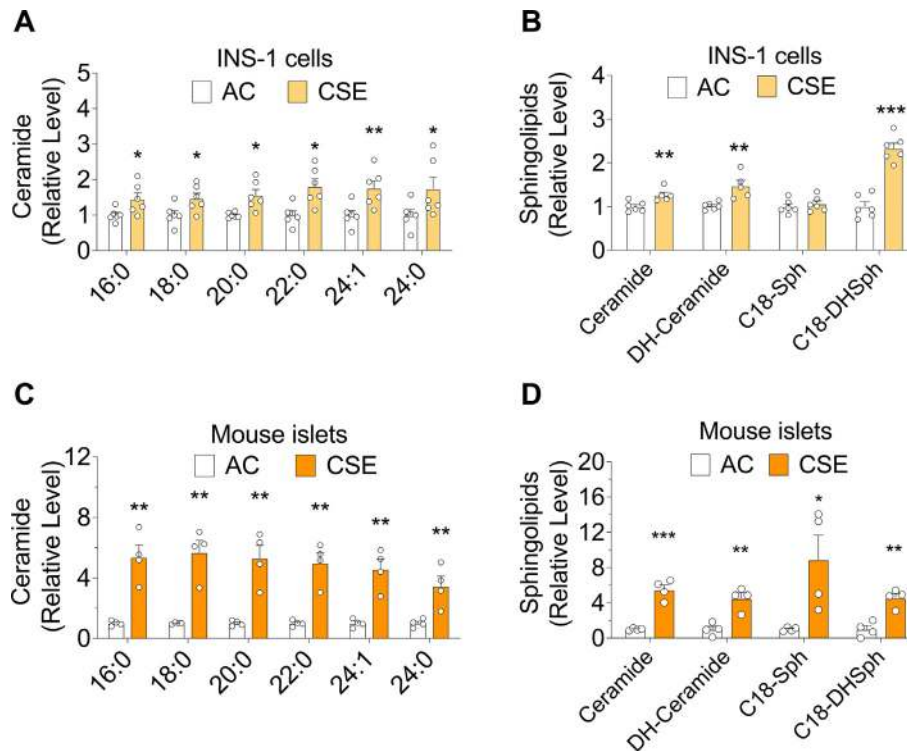 A
INS-1 cells
AC CSE
Ceramide
(Relative Level)
5
4
3
2
1
0
* * * * ** *
16:0 18:0 20:0 22:0 24:1 24:0
B
INS-1 cells
AC CSE
Sphingolipids
(Relative Level)
4
3
2
1
0
** ** ***
Ceramide DH-Ceramide C18-Sph C18-DHSph
C
Mouse islets
AC CSE
Ceramide
(Relative Level)
12
8
4
0
** ** ** ** ** **
16:0 18:0 20:0 22:0 24:1 24:0
D
Mouse islets
AC CSE
Sphingolipids
(Relative Level)
20
16
12
8
4
0
*** ** * **
Ceramide DH-Ceramide C18-Sph C18-DHSph